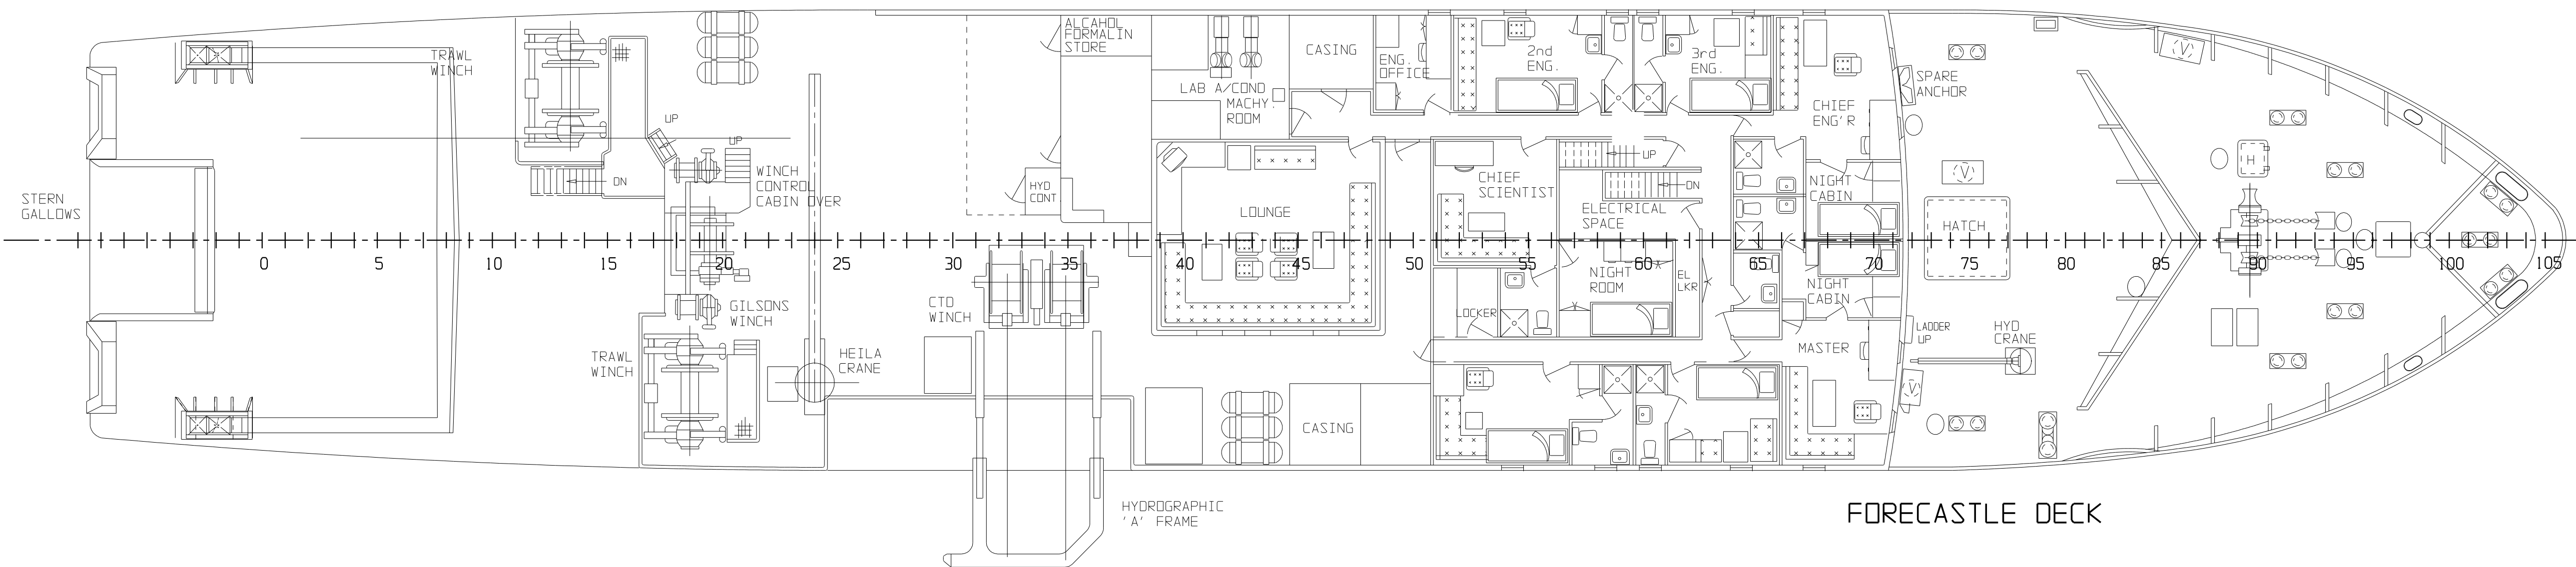 TRAWL
WINCH
ALCAHOL
FORMALIN
STORE
LAB A/COND
MACHY.
ROOM
CASING
ENG.
OFFICE
2nd
ENG.
3rd
ENG.
CHIEF
ENG'R
SPARE
ANCHOR
V
UP
UP
DN
WINCH
CONTROL
CABIN OVER
STERN
GALLOWS
HYD
CONT.
LOUNGE
CHIEF
SCIENTIST
UP
DN
ELECTRICAL
SPACE
NIGHT
CABIN
V
HATCH
H
0
5
10
15
20
25
30
35
40
45
50
55
60
65
70
75
80
85
90
95
100
105
NIGHT
ROOM
EL
LKR
NIGHT
CABIN
LOCKER
CTD
WINCH
GILSONS
WINCH
TRAWL
WINCH
HEILA
CRANE
MASTER
LADDER
UP
HYD
CRANE
V
CASING
HYDROGRAPHIC
'A' FRAME
FORECASTLE DECK